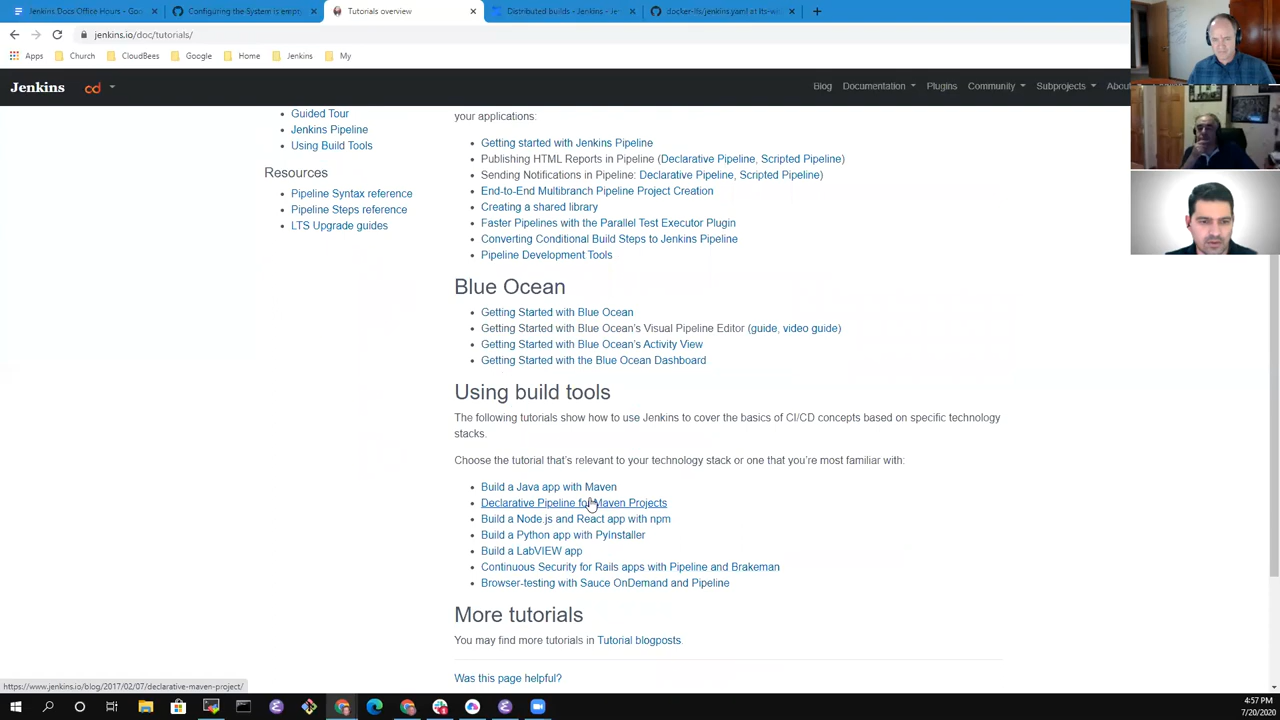 Jenkins Docs Office Hours - Go
Configuring the System is emp
Tutorials overview
Distributed builds - Jenkins - Je
docker-lfs/jenkins.yaml at lts-wi
jenkins.io/doc/tutorials/
Apps
Church
CloudBees
Google
Home
Jenkins
My
Jenkins
cd
Blog
Documentation
Plugins
Community
Subprojects
About
Guided Tour
Jenkins Pipeline
Using Build Tools
Resources
Pipeline Syntax reference
Pipeline Steps reference
LTS Upgrade guides
your applications:
Getting started with Jenkins Pipeline
Publishing HTML Reports in Pipeline (Declarative Pipeline, Scripted Pipeline)
Sending Notifications in Pipeline: Declarative Pipeline, Scripted Pipeline)
End-to-End Multibranch Pipeline Project Creation
Creating a shared library
Faster Pipelines with the Parallel Test Executor Plugin
Converting Conditional Build Steps to Jenkins Pipeline
Pipeline Development Tools
Blue Ocean
Getting Started with Blue Ocean
Getting Started with Blue Ocean's Visual Pipeline Editor (guide, video guide)
Getting Started with Blue Ocean's Activity View
Getting Started with the Blue Ocean Dashboard
Using build tools
The following tutorials show how to use Jenkins to cover the basics of CI/CD concepts based on specific technology
stacks.
Choose the tutorial that's relevant to your technology stack or one that you're most familiar with:
Build a Java app with Maven
Declarative Pipeline for Maven Projects
Build a Node.js and React app with npm
Build a Python app with PyInstaller
Build a LabVIEW app
Continuous Security for Rails apps with Pipeline and Brakeman
Browser-testing with Sauce OnDemand and Pipeline
More tutorials
You may find more tutorials in Tutorial blogposts
Was this page helpful?
https://www.jenkins.io/blog/2017/02/07/declarative-maven-project/
4:57 PM
7/20/2020